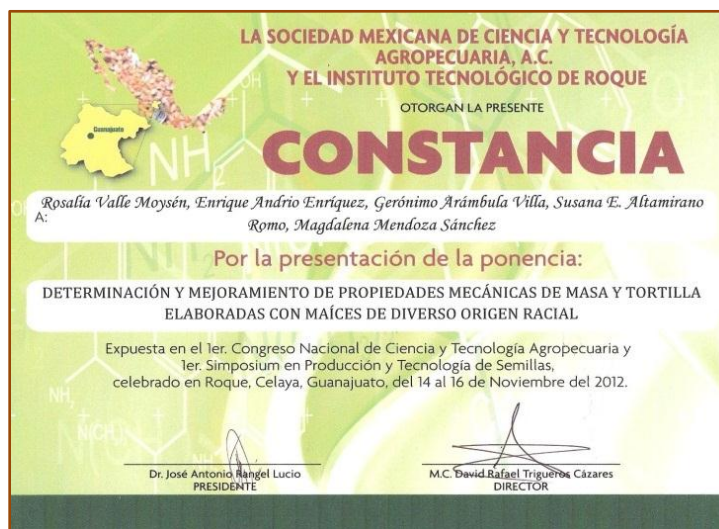 LA SOCIEDAD MEXICANA DE CIENCIA Y TECNOLOGÍA
AGROPECUARIA, A.C.
Y EL INSTITUTO TECNOLÓGICO DE ROQUE
OTORGAN LA PRESENTE
Guanajuato
CONSTANCIA
Rosalía Valle Moysén, Enrique Andrio Enríquez, Gerónimo Arámbula Villa, Susana E. Altamirano
A:
Romo, Magdalena Mendoza Sánchez
Por la presentación de la ponencia:
DETERMINACIÓN Y MEJORAMIENTO DE PROPIEDADES MECÁNICAS DE MASA Y TORTILLA
ELABORADAS CON MAÍCES DE DIVERSO ORIGEN RACIAL
Expuesta en el 1er. Congreso Nacional de Ciencia y Tecnología Agropecuaria y
1er. Simposium en Producción y Tecnología de Semillas,
celebrado en Roque, Celaya, Guanajuato, del 14 al 16 de Noviembre del 2012.
Dr. José Antonio Rangel Lucio
PRESIDENTE
M.C. David Rafael Trigueros Cázares
DIRECTOR